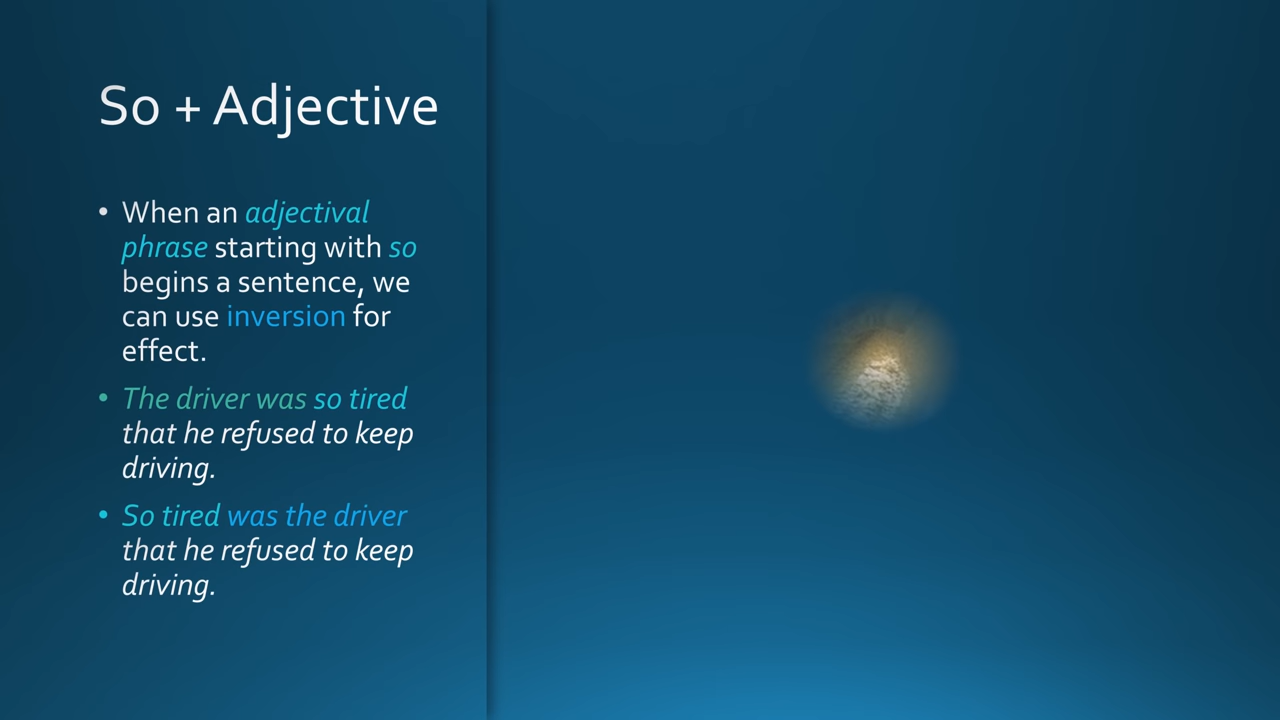 So + Adjective
• When an adjectival
phrase starting with so
begins a sentence, we
can use inversion for
effect.
• The driver was so tired
that he refused to keep
driving.
• So tired was the driver
that he refused to keep
driving.